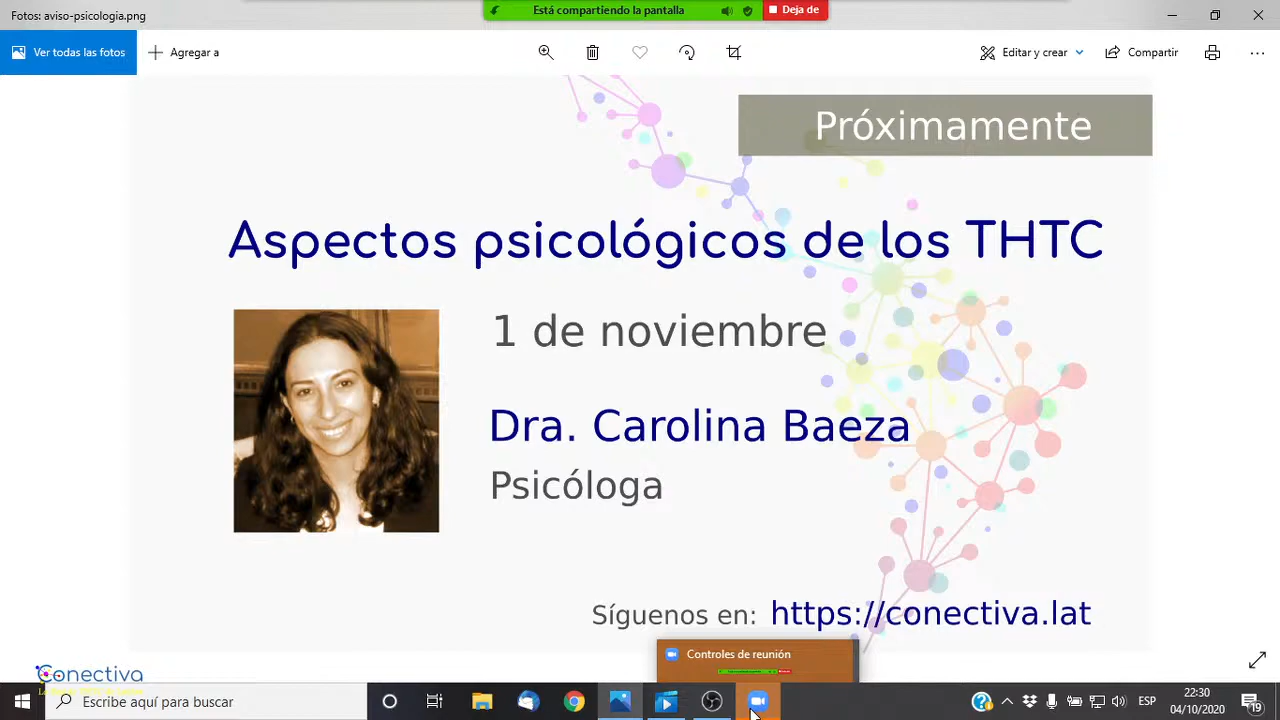 Fotos: aviso-psicologia.png
Está compartiendo la pantalla
Deja de
Ver todas las fotos
Agregar a
Editar y crear
Compartir
Próximamente
Aspectos psicológicos de los THTC
1 de noviembre
Dra. Carolina Baeza
Psicóloga
Síguenos en: https://conectiva.lat
Controles de reunión
Conectiva
Escribe aquí para buscar
ESP
22:30
04/10/2020
19